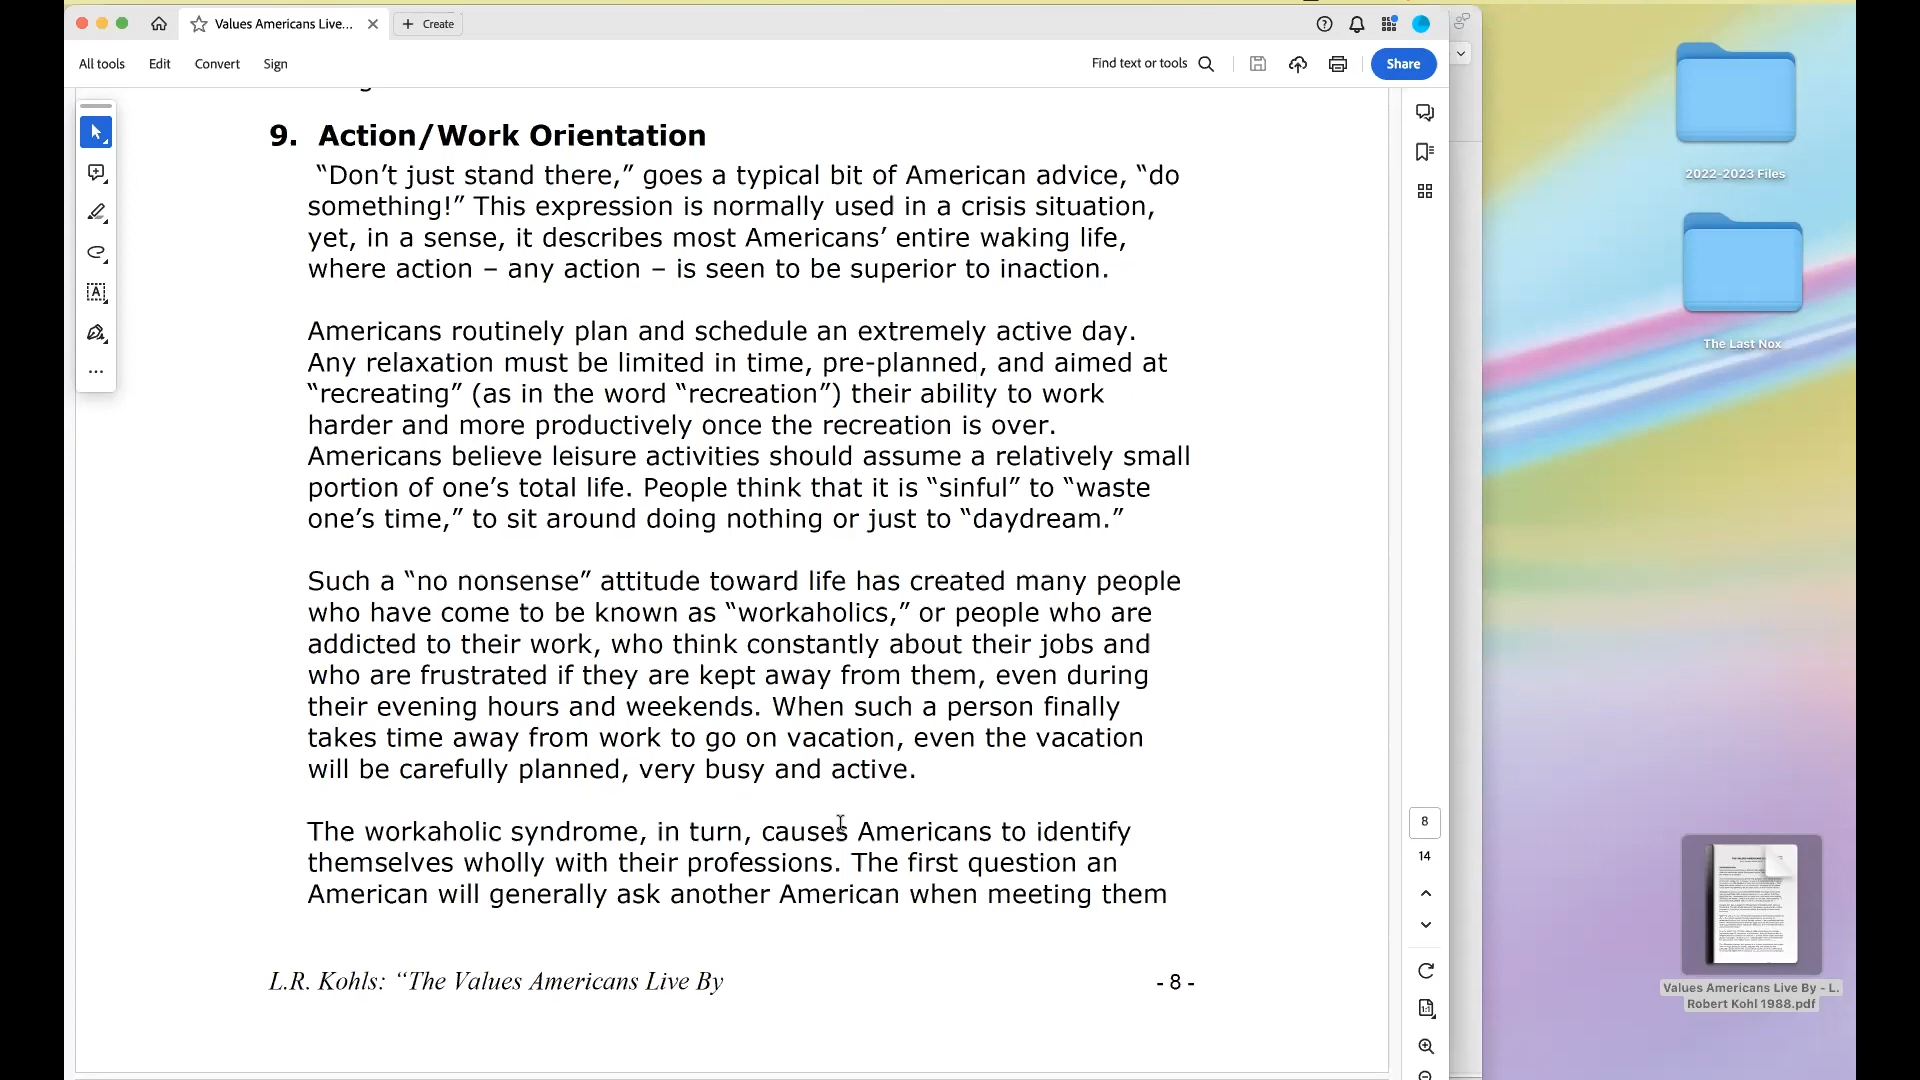 Values Americans Live...
Create
All tools
Edit
Convert
Sign
Find text or tools
Share
9. Action/Work Orientation
“Don’t just stand there,” goes a typical bit of American advice, “do
something!” This expression is normally used in a crisis situation,
yet, in a sense, it describes most Americans’ entire waking life,
where action – any action – is seen to be superior to inaction.
Americans routinely plan and schedule an extremely active day.
Any relaxation must be limited in time, pre-planned, and aimed at
“recreating” (as in the word “recreation”) their ability to work
harder and more productively once the recreation is over.
Americans believe leisure activities should assume a relatively small
portion of one’s total life. People think that it is “sinful” to “waste
one’s time,” to sit around doing nothing or just to “daydream.”
Such a “no nonsense” attitude toward life has created many people
who have come to be known as “workaholics,” or people who are
addicted to their work, who think constantly about their jobs and
who are frustrated if they are kept away from them, even during
their evening hours and weekends. When such a person finally
takes time away from work to go on vacation, even the vacation
will be carefully planned, very busy and active.
The workaholic syndrome, in turn, causes Americans to identify
themselves wholly with their professions. The first question an
American will generally ask another American when meeting them
L.R. Kohls: “The Values Americans Live By
- 8 -
8
14
2022-2023 Files
The Last Nox
Values Americans Live By - L.
Robert Kohl 1988.pdf